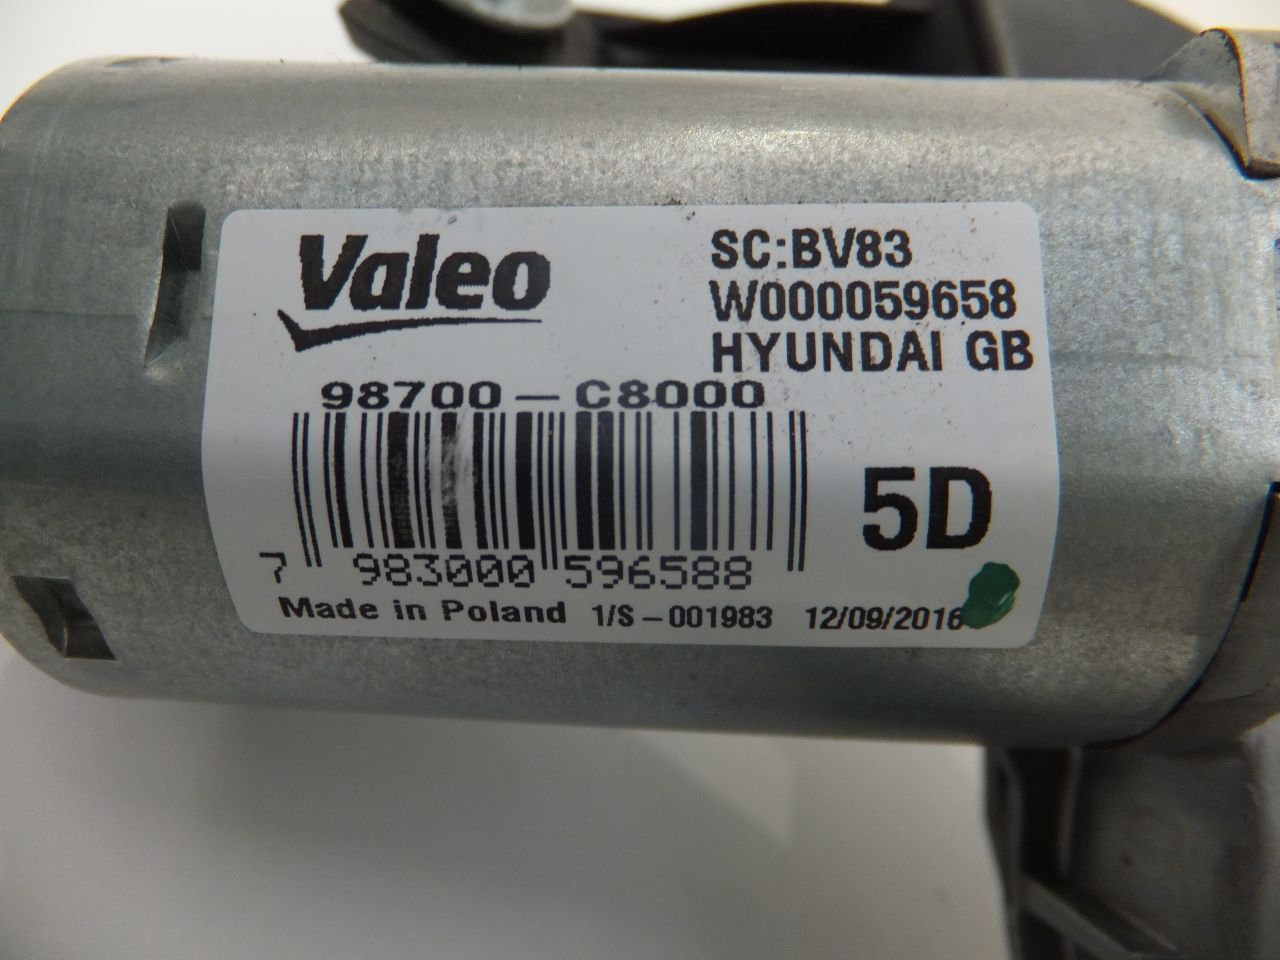 Valeo
SC:BV83
W000059658
HYUNDAI GB
98700-C8000
5D
7 983000 596588
Made in Poland 1/S-001983 12/09/2016